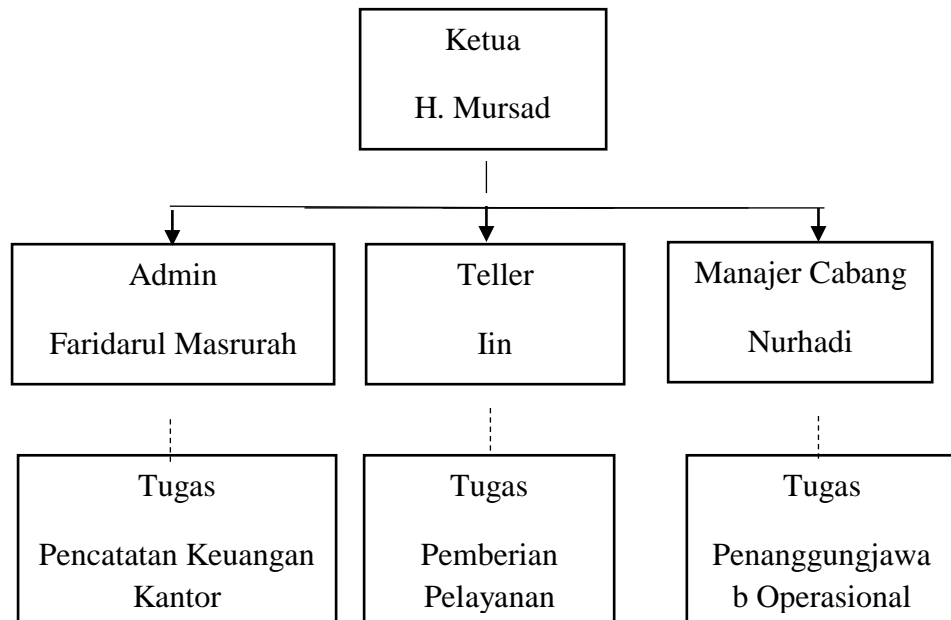 Ketua
H. Mursad
Admin
Faridarul Masrurah
Teller
Iin
Manajer Cabang
Nurhadi
Tugas
Pencatatan Keuangan
Kantor
Tugas
Pemberian
Pelayanan
Tugas
Penanggungjawa
b Operasional